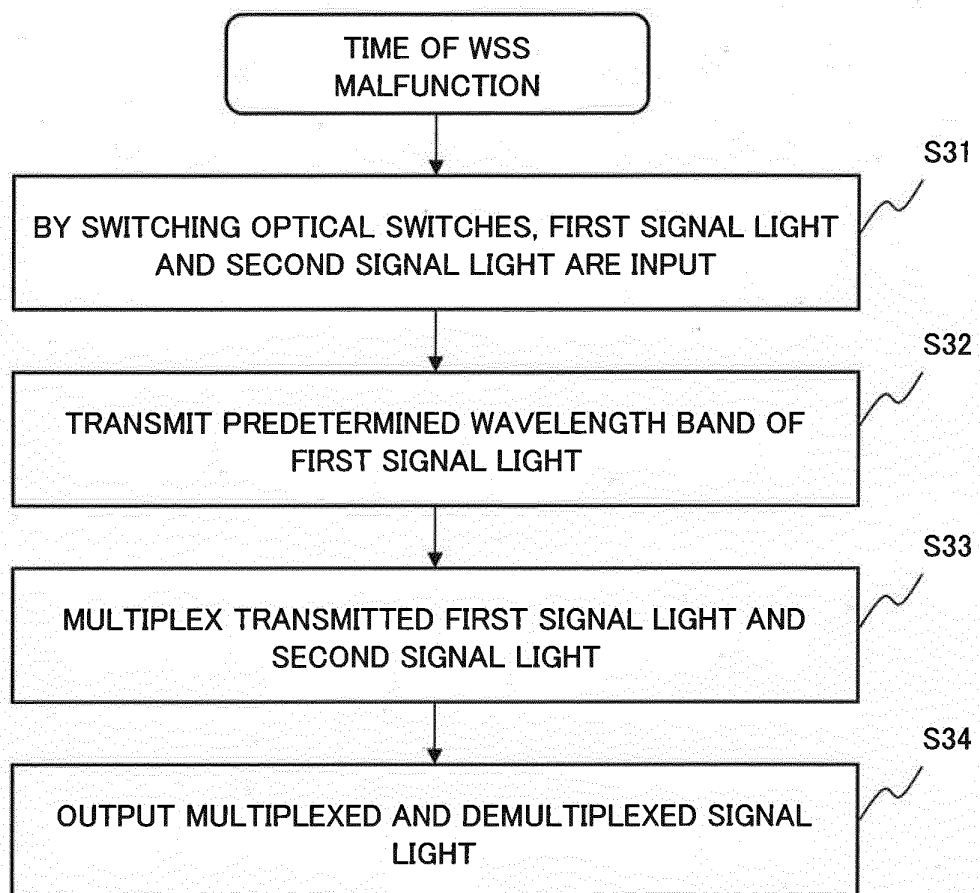 TIME OF WSS
MALFUNCTION
S31
BY SWITCHING OPTICAL SWITCHES, FIRST SIGNAL LIGHT
AND SECOND SIGNAL LIGHT ARE INPUT
S32
TRANSMIT PREDETERMINED WAVELENGTH BAND OF
FIRST SIGNAL LIGHT
S33
MULTIPLEX TRANSMITTED FIRST SIGNAL LIGHT AND
SECOND SIGNAL LIGHT
S34
OUTPUT MULTIPLEXED AND DEMULTIPLEXED SIGNAL
LIGHT